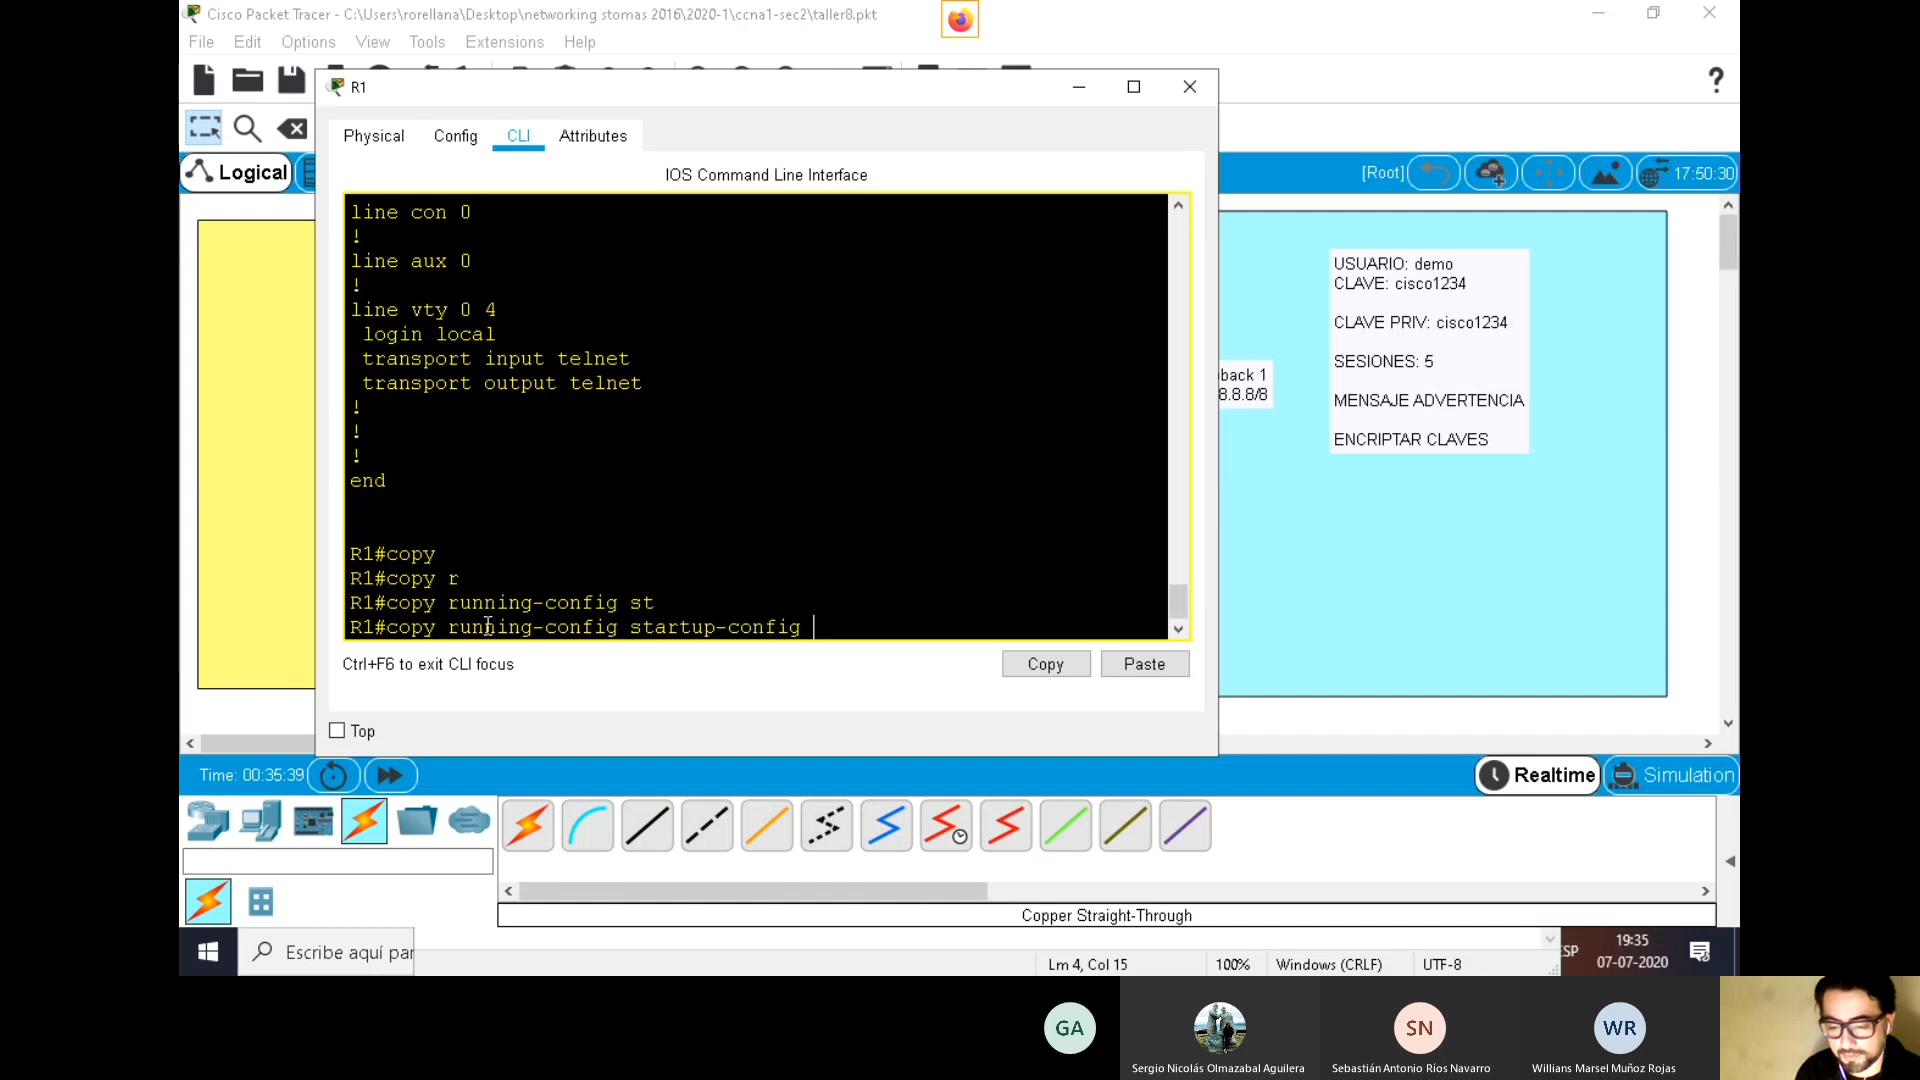 Cisco Packet Tracer - C:\Users\rorellana\Desktop\networking stomas 2016\2020-1\ccna1-sec2\taller8.pkt
File Edit Options View Tools Extensions Help
R1
Physical Config CLI Attributes
IOS Command Line Interface
Logical
[Root]
17:50:30
line con 0
!
line aux 0
!
line vty 0 4
login local
transport input telnet
transport output telnet
!
!
!
end
R1#copy
R1#copy r
R1#copy running-config st
R1#copy running-config startup-config
Ctrl+F6 to exit CLI focus
Copy
Paste
Top
back 1
8.8.8/8
USUARIO: demo
CLAVE: cisco1234
CLAVE PRIV: cisco1234
SESIONES: 5
MENSAJE ADVERTENCIA
ENCRIPTAR CLAVES
Time: 00:35:39
Realtime
Simulation
Copper Straight-Through
Escribe aquí par
Lm 4, Col 15
100%
Windows (CRLF)
UTF-8
ESP
19:35
07-07-2020
GA
SN
WR
Sergio Nicolás Olmazabal Aguilera
Sebastián Antonio Ríos Navarro
Willians Marsel Muñoz Rojas